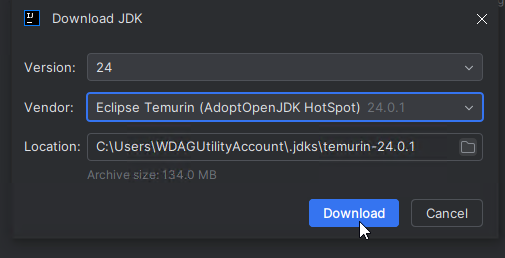 IJ
Download JDK
Version: 24
Vendor: Eclipse Temurin (AdoptOpenJDK HotSpot) 24.0.1
Location: C:\Users\WDAGUtilityAccount\.jdks\temurin-24.0.1
Archive size: 134.0 MB
Download Cancel